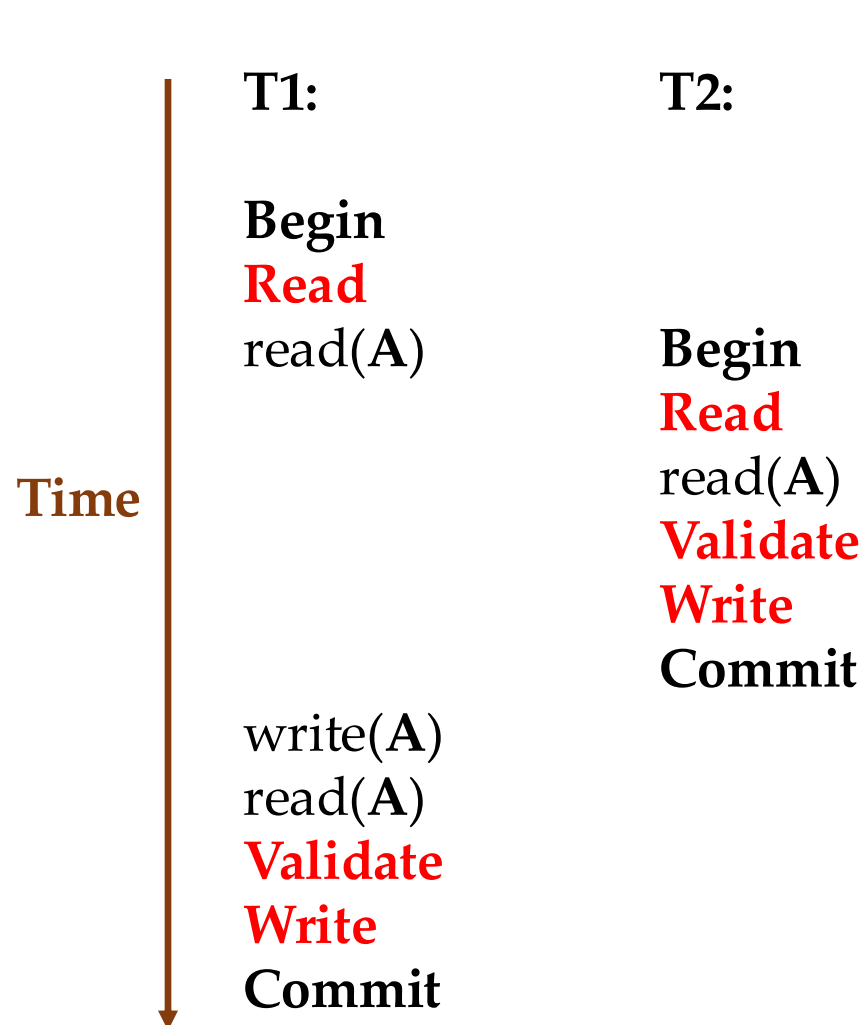 T1:
T2:
Begin
Read
read(A)
Begin
Read
read(A)
Validate
Write
Commit
Time
write(A)
read(A)
Validate
Write
Commit